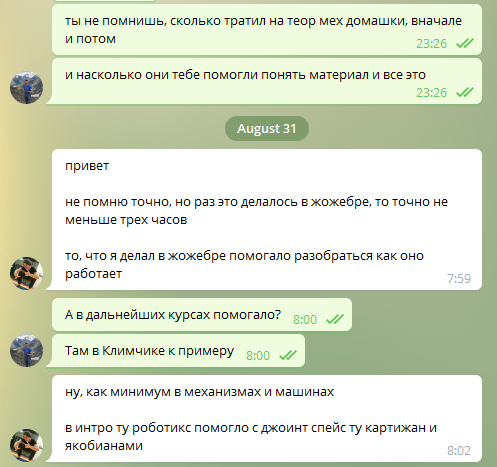 ты не помнишь, сколько тратил на теор мех домашки, вначале
и потом
23:26
и насколько они тебе помогли понять материал и все это
23:26
August 31
привет
не помню точно, но раз это делалось в жожебре, то точно не
меньше трех часов
то, что я делал в жожебре помогало разобраться как оно
работает
7:59
А в дальнейших курсах помогало?
8:00
Там в Климчике к примеру
8:00
ну, как минимум в механизмах и машинах
в интро ту роботикс помогло с джоинт спейс ту картижан и
якобианами
8:02